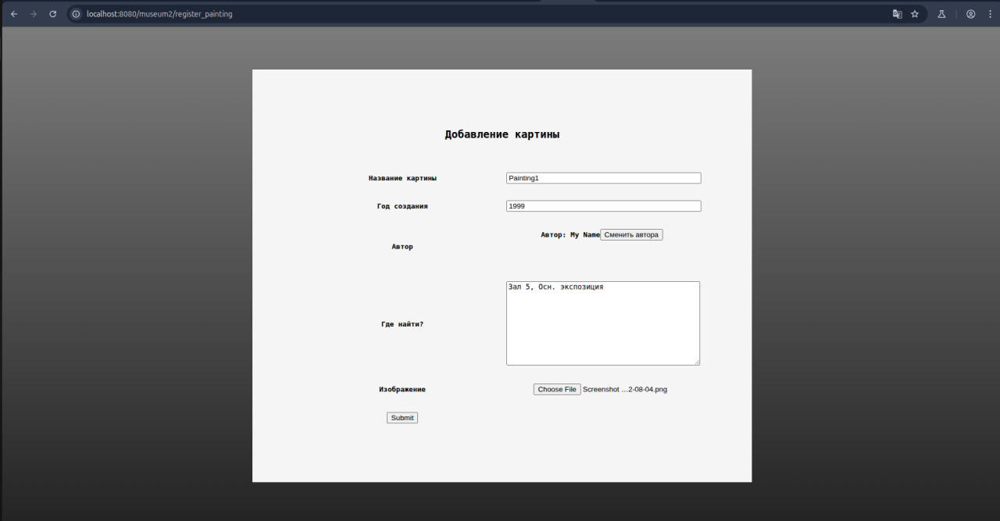 localhost:8080/museum2/register_painting
Добавление картины
Название картины Painting1
Год создания 1999
Автор: My Name Сменить автора
Автор
Зал 5, Осн. экспозиция
Где найти?
Изображение Choose File Screenshot ...2-08-04.png
Submit